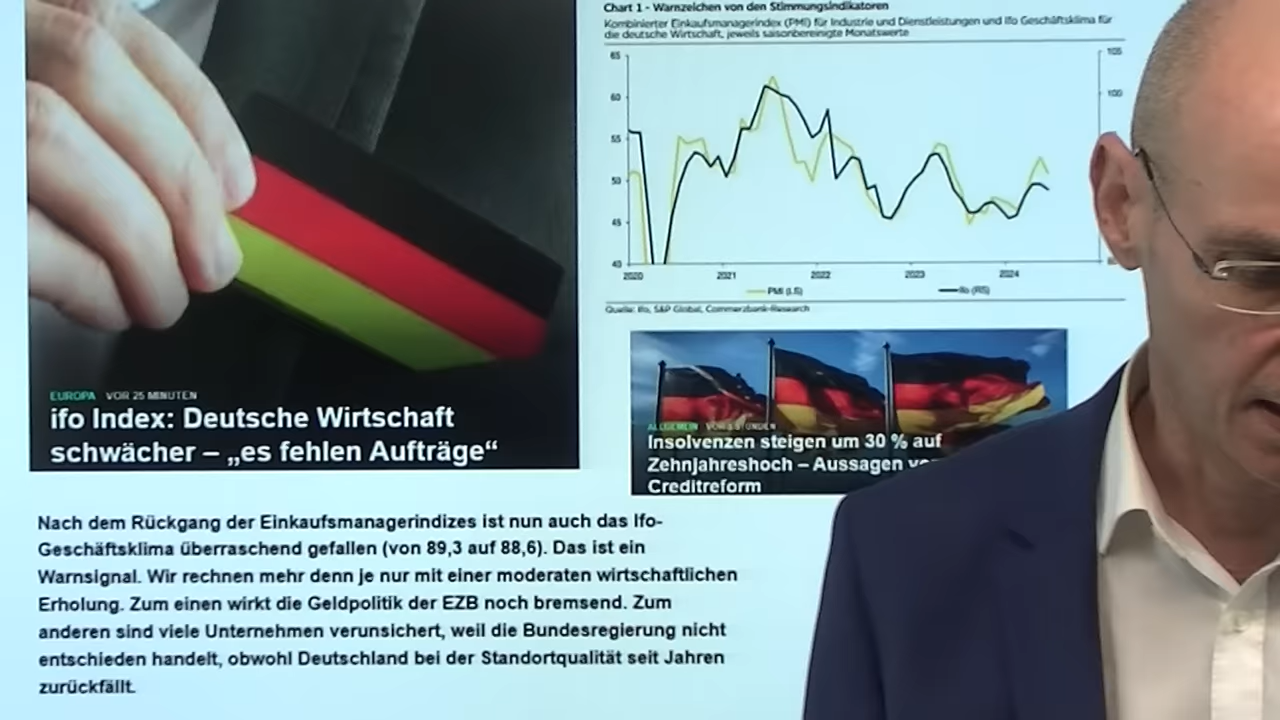 Chart 1 - Warnzeichen von den Stimmungsindikatoren
Kombinierter Einkaufsmanagerindex (PMI) für Industrie und Dienstleistungen und Ifo Geschäftsklima für
die deutsche Wirtschaft, jeweils saisonbereinigte Monatswerte
65
105
60
100
55
50
45
40
2020
2021
2022
2023
2024
PMI (LS)
Ifo (RS)
Quelle: Ifo, S&P Global, Commerzbank-Research
EUROPA VOR 25 MINUTEN
ifo Index: Deutsche Wirtschaft
schwächer – „es fehlen Aufträge“
ALLGEMEIN
Insolvenzen steigen um 30 % auf
Zehnjahreshoch – Aussagen
Creditreform
Nach dem Rückgang der Einkaufsmanagerindizes ist nun auch das Ifo-
Geschäftsklima überraschend gefallen (von 89,3 auf 88,6). Das ist ein
Warnsignal. Wir rechnen mehr denn je nur mit einer moderaten wirtschaftlichen
Erholung. Zum einen wirkt die Geldpolitik der EZB noch bremsend. Zum
anderen sind viele Unternehmen verunsichert, weil die Bundesregierung nicht
entschieden handelt, obwohl Deutschland bei der Standortqualität seit Jahren
zurückfällt.